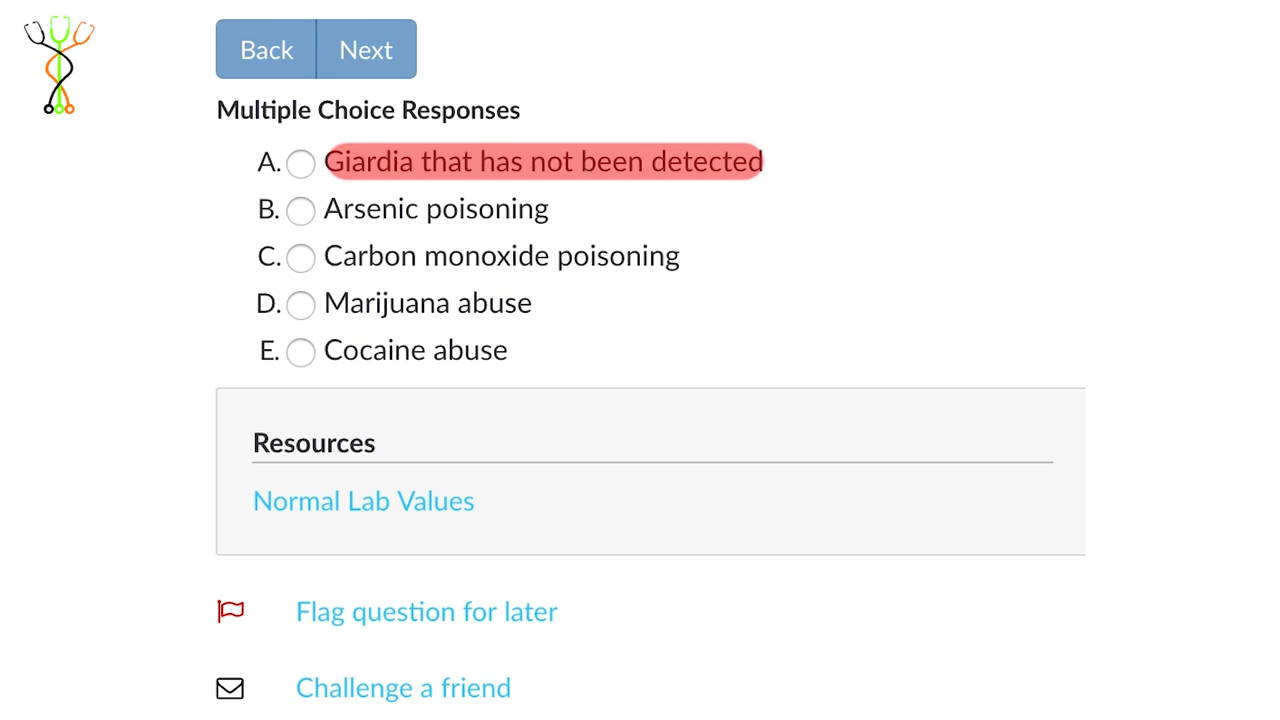 Back Next
Multiple Choice Responses
A. Giardia that has not been detected
B. Arsenic poisoning
C. Carbon monoxide poisoning
D. Marijuana abuse
E. Cocaine abuse
Resources
Normal Lab Values
Flag question for later
Challenge a friend